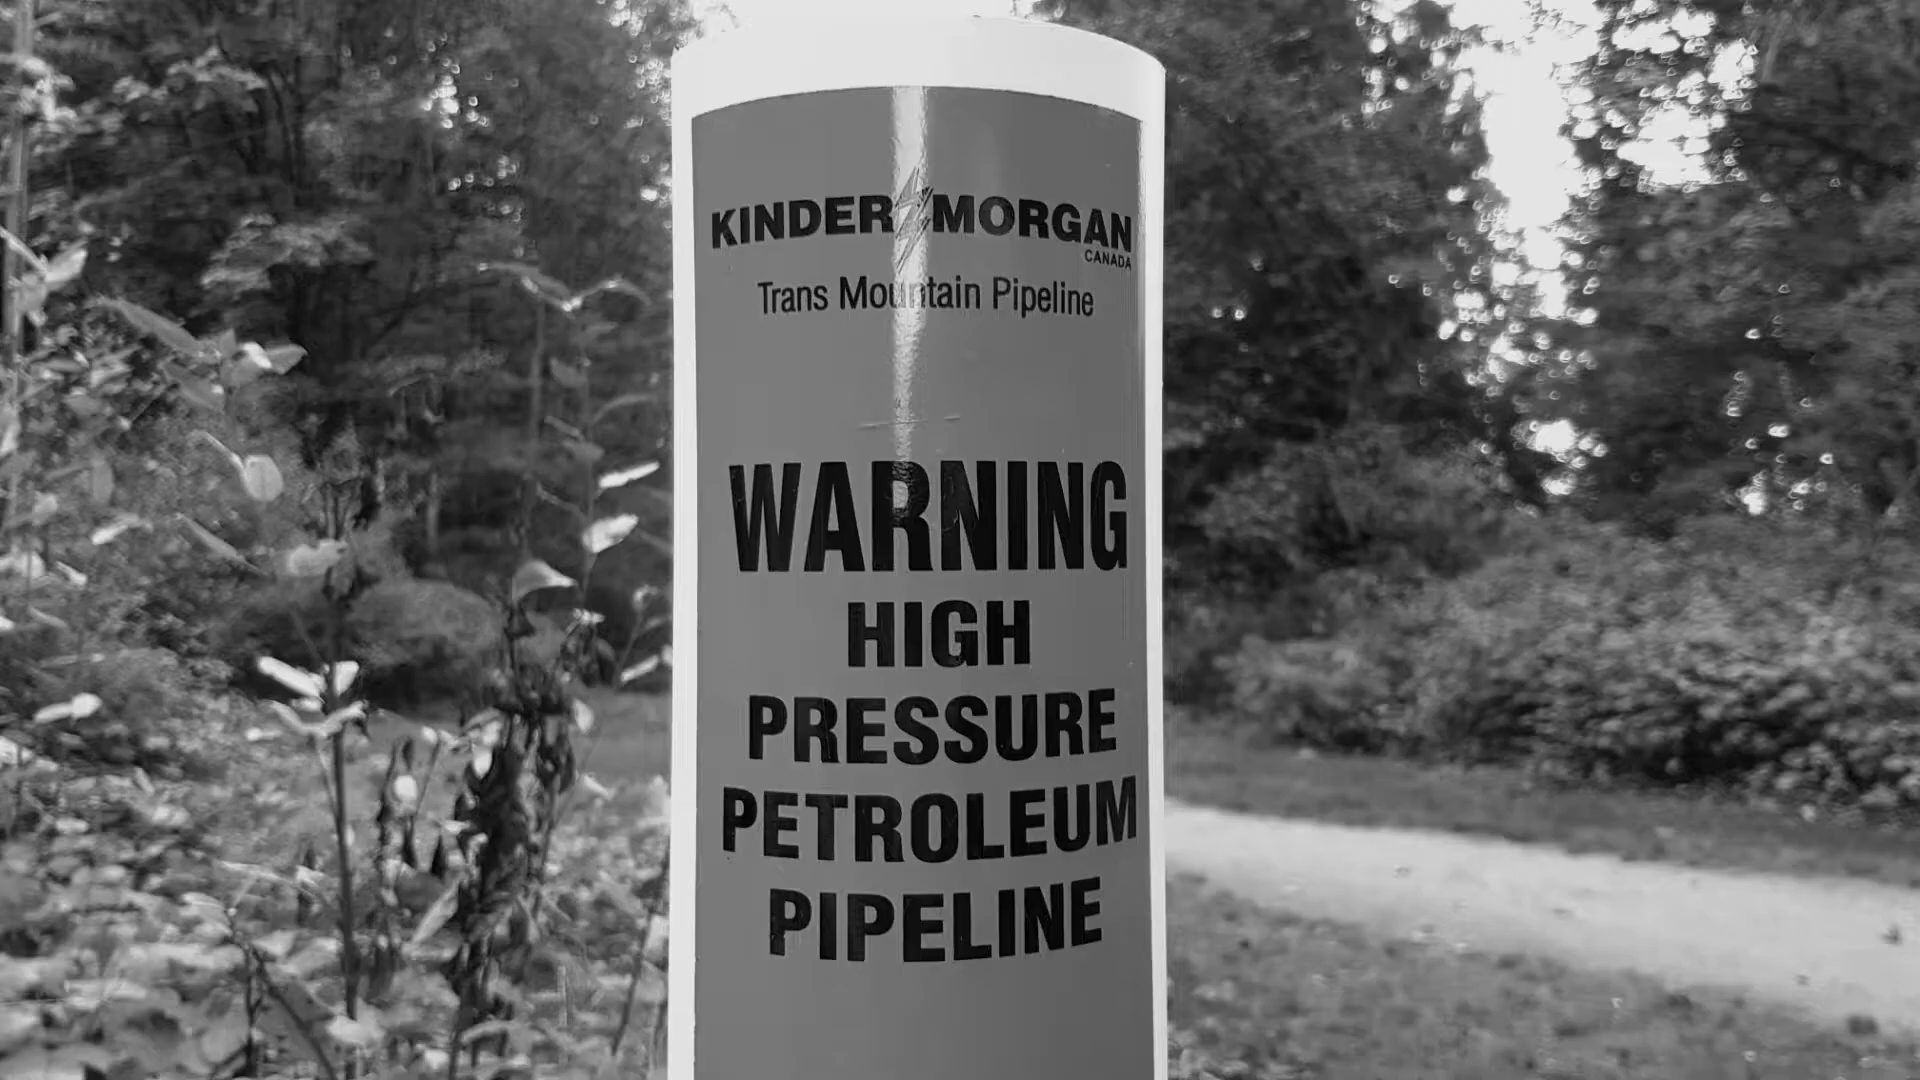 KINDER MORGAN
CANADA
Trans Mountain Pipeline
WARNING
HIGH
PRESSURE
PETROLEUM
PIPELINE